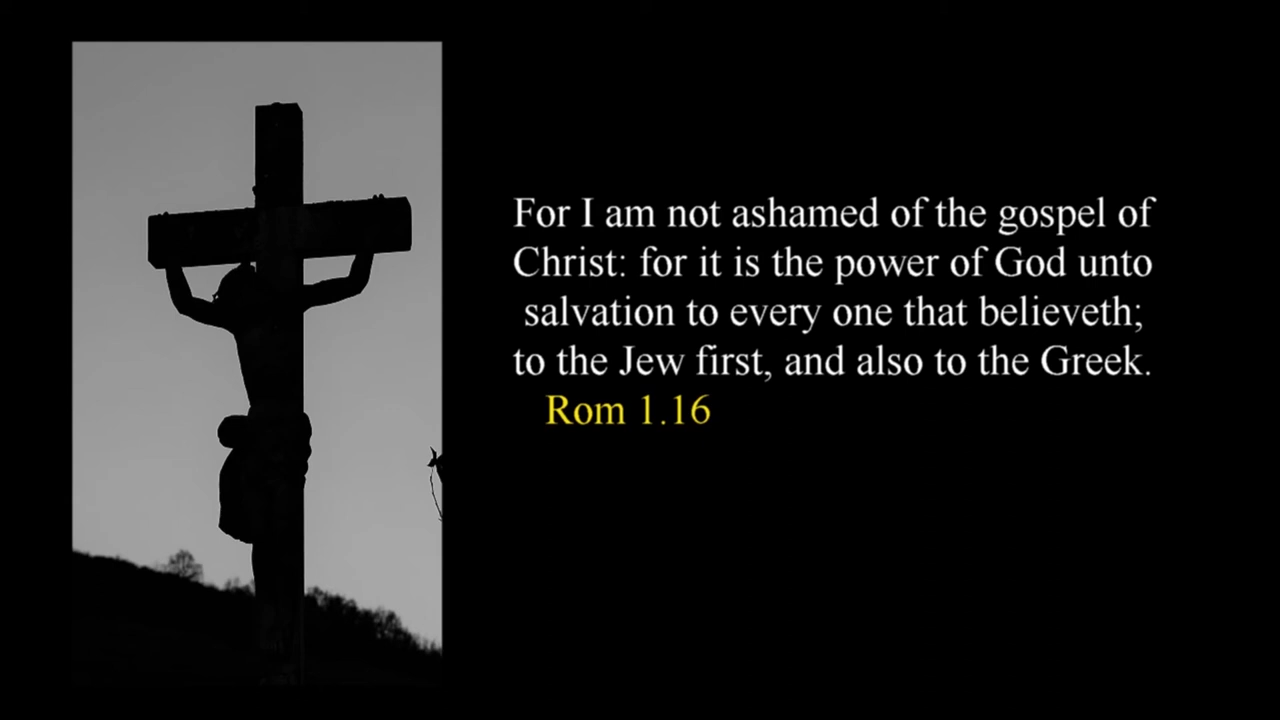 For I am not ashamed of the gospel of
Christ: for it is the power of God unto
salvation to every one that believeth;
to the Jew first, and also to the Greek.
Rom 1.16